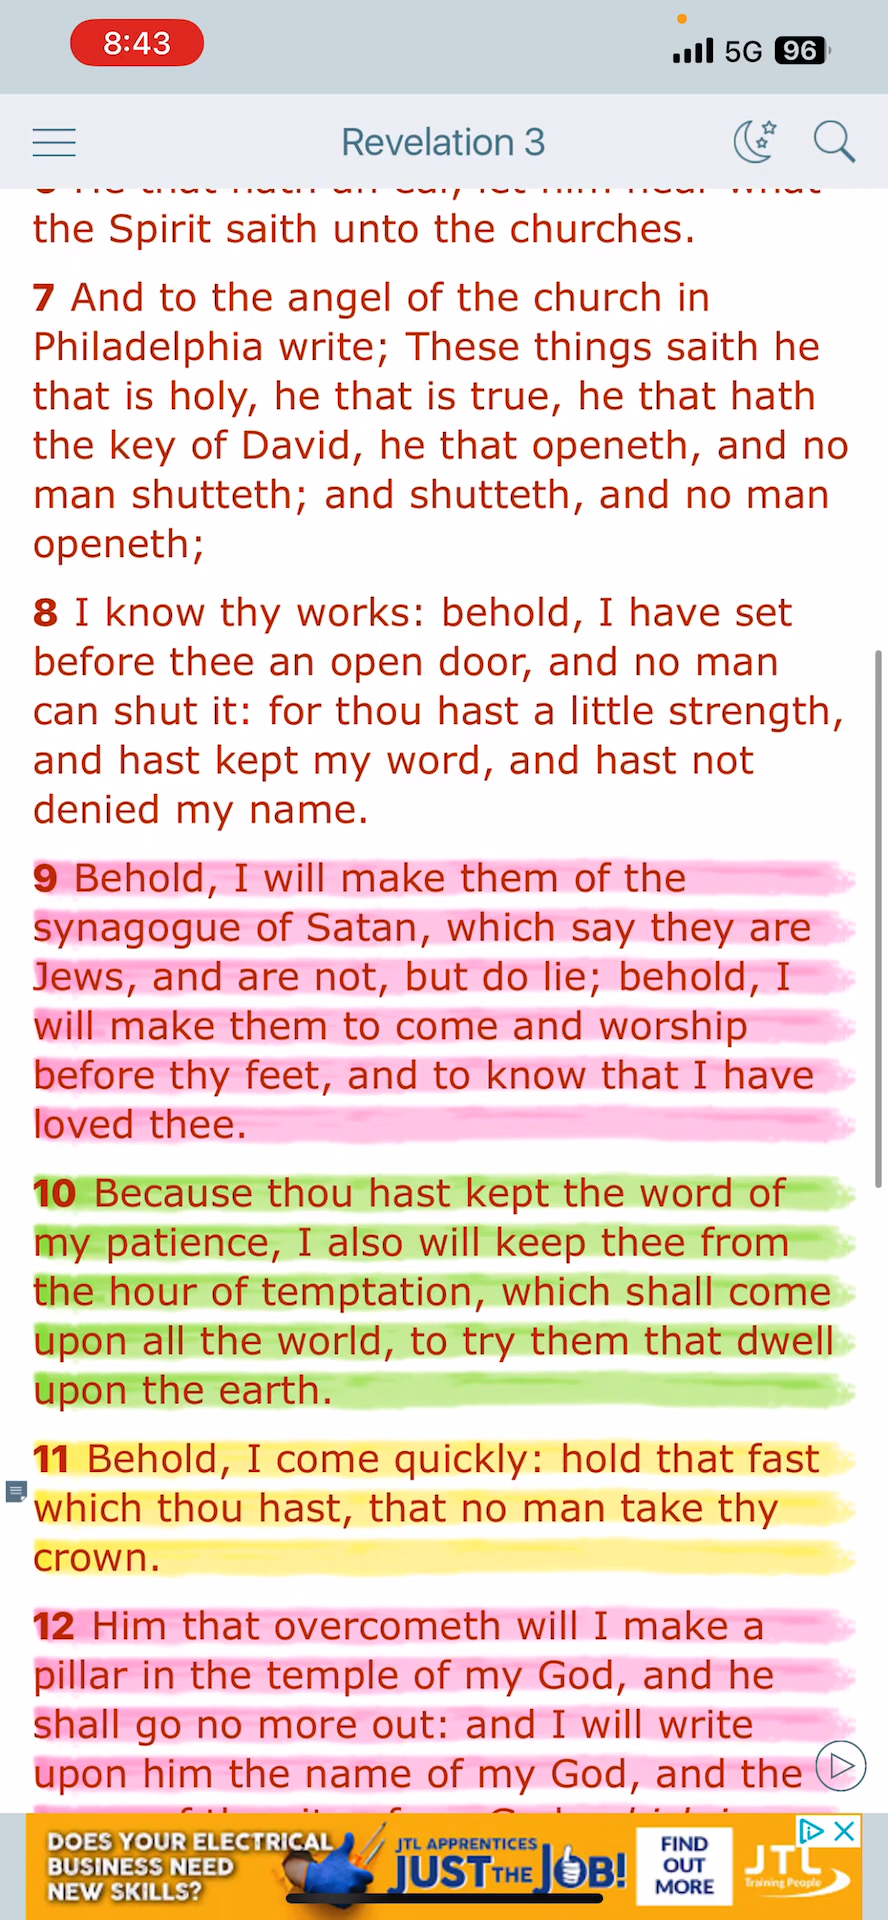 8:43
5G 96
Revelation 3
the Spirit saith unto the churches.
7 And to the angel of the church in
Philadelphia write; These things saith he
that is holy, he that is true, he that hath
the key of David, he that openeth, and no
man shutteth; and shutteth, and no man
openeth;
8 I know thy works: behold, I have set
before thee an open door, and no man
can shut it: for thou hast a little strength,
and hast kept my word, and hast not
denied my name.
9 Behold, I will make them of the
synagogue of Satan, which say they are
Jews, and are not, but do lie; behold, I
will make them to come and worship
before thy feet, and to know that I have
loved thee.
10 Because thou hast kept the word of
my patience, I also will keep thee from
the hour of temptation, which shall come
upon all the world, to try them that dwell
upon the earth.
11 Behold, I come quickly: hold that fast
which thou hast, that no man take thy
crown.
12 Him that overcometh will I make a
pillar in the temple of my God, and he
shall go no more out: and I will write
upon him the name of my God, and the
DOES YOUR ELECTRICAL
BUSINESS NEED
NEW SKILLS?
JTL APPRENTICES
JUST THE JOB!
FIND
OUT
MORE
JTL
Training People